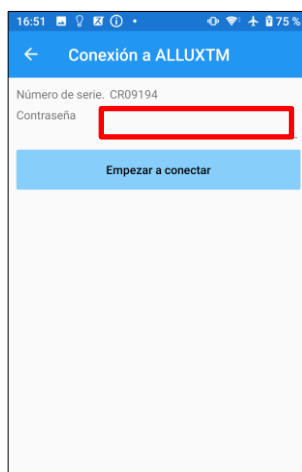 16:51 75 %
Conexión a ALLUXTM
Número de serie. CR09194
Contraseña
Empezar a conectar